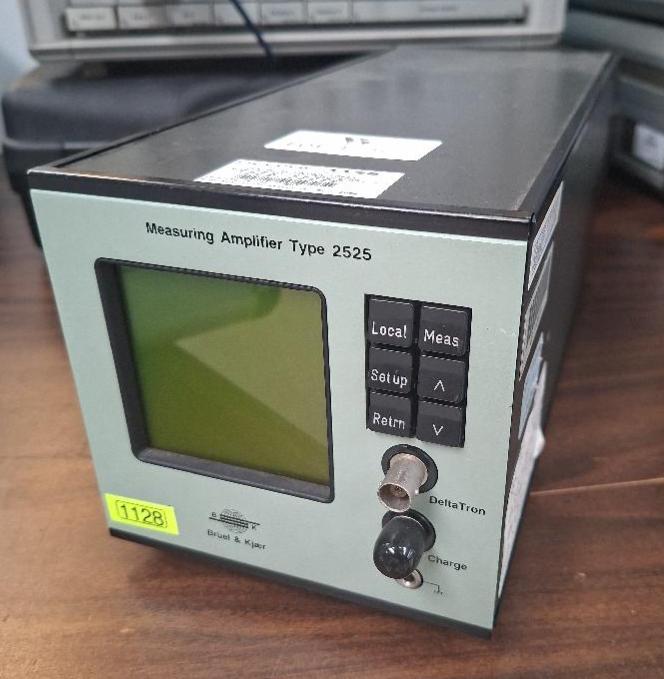 Measuring Amplifier Type 2525
Local Meas
Setup ∧
Retrn ∨
DeltaTron
1128
B K
Brüel & Kjær
Charge